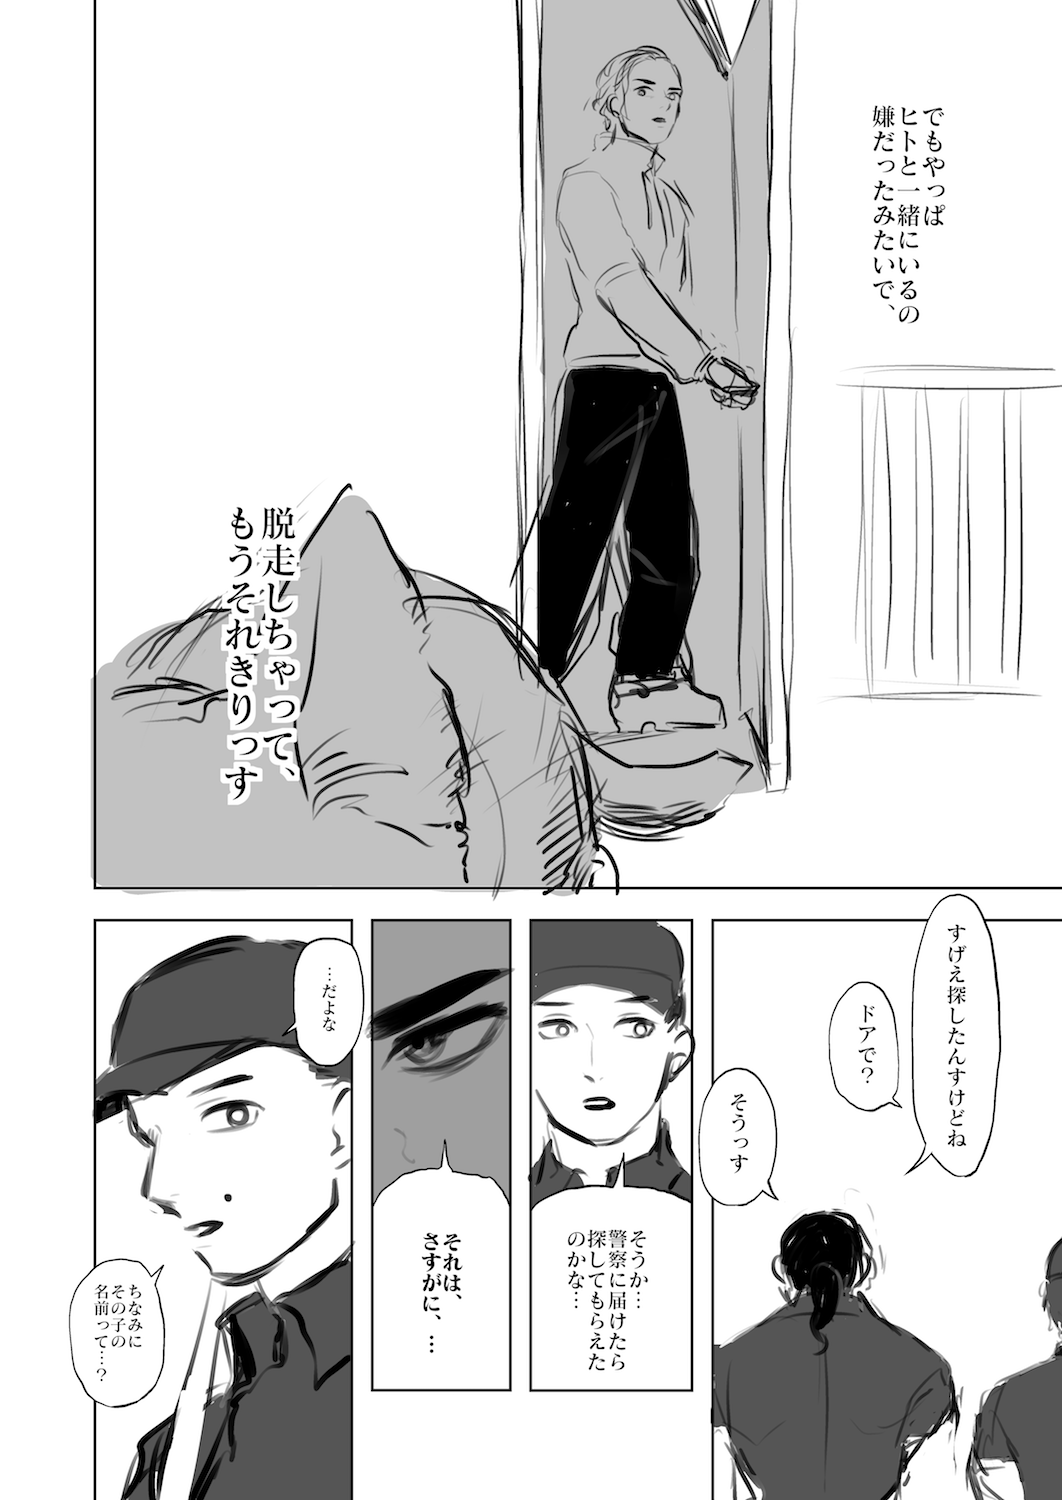 でもやっぱ
ヒトと一緒にいるの
嫌だったみたいで、
脱走しちゃって、
もうそれきりっす
すげえ探したんすけどね
ドアで？
そうっす
そうか…
警察に届けたら
探してもらえた
のかな…
それは、
さすがに、…
…だよな
ちなみに
その子の
名前って…？